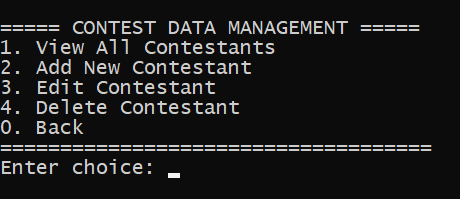 ===== CONTEST DATA MANAGEMENT =====
1. View All Contestants
2. Add New Contestant
3. Edit Contestant
4. Delete Contestant
0. Back
====================================
Enter choice: _